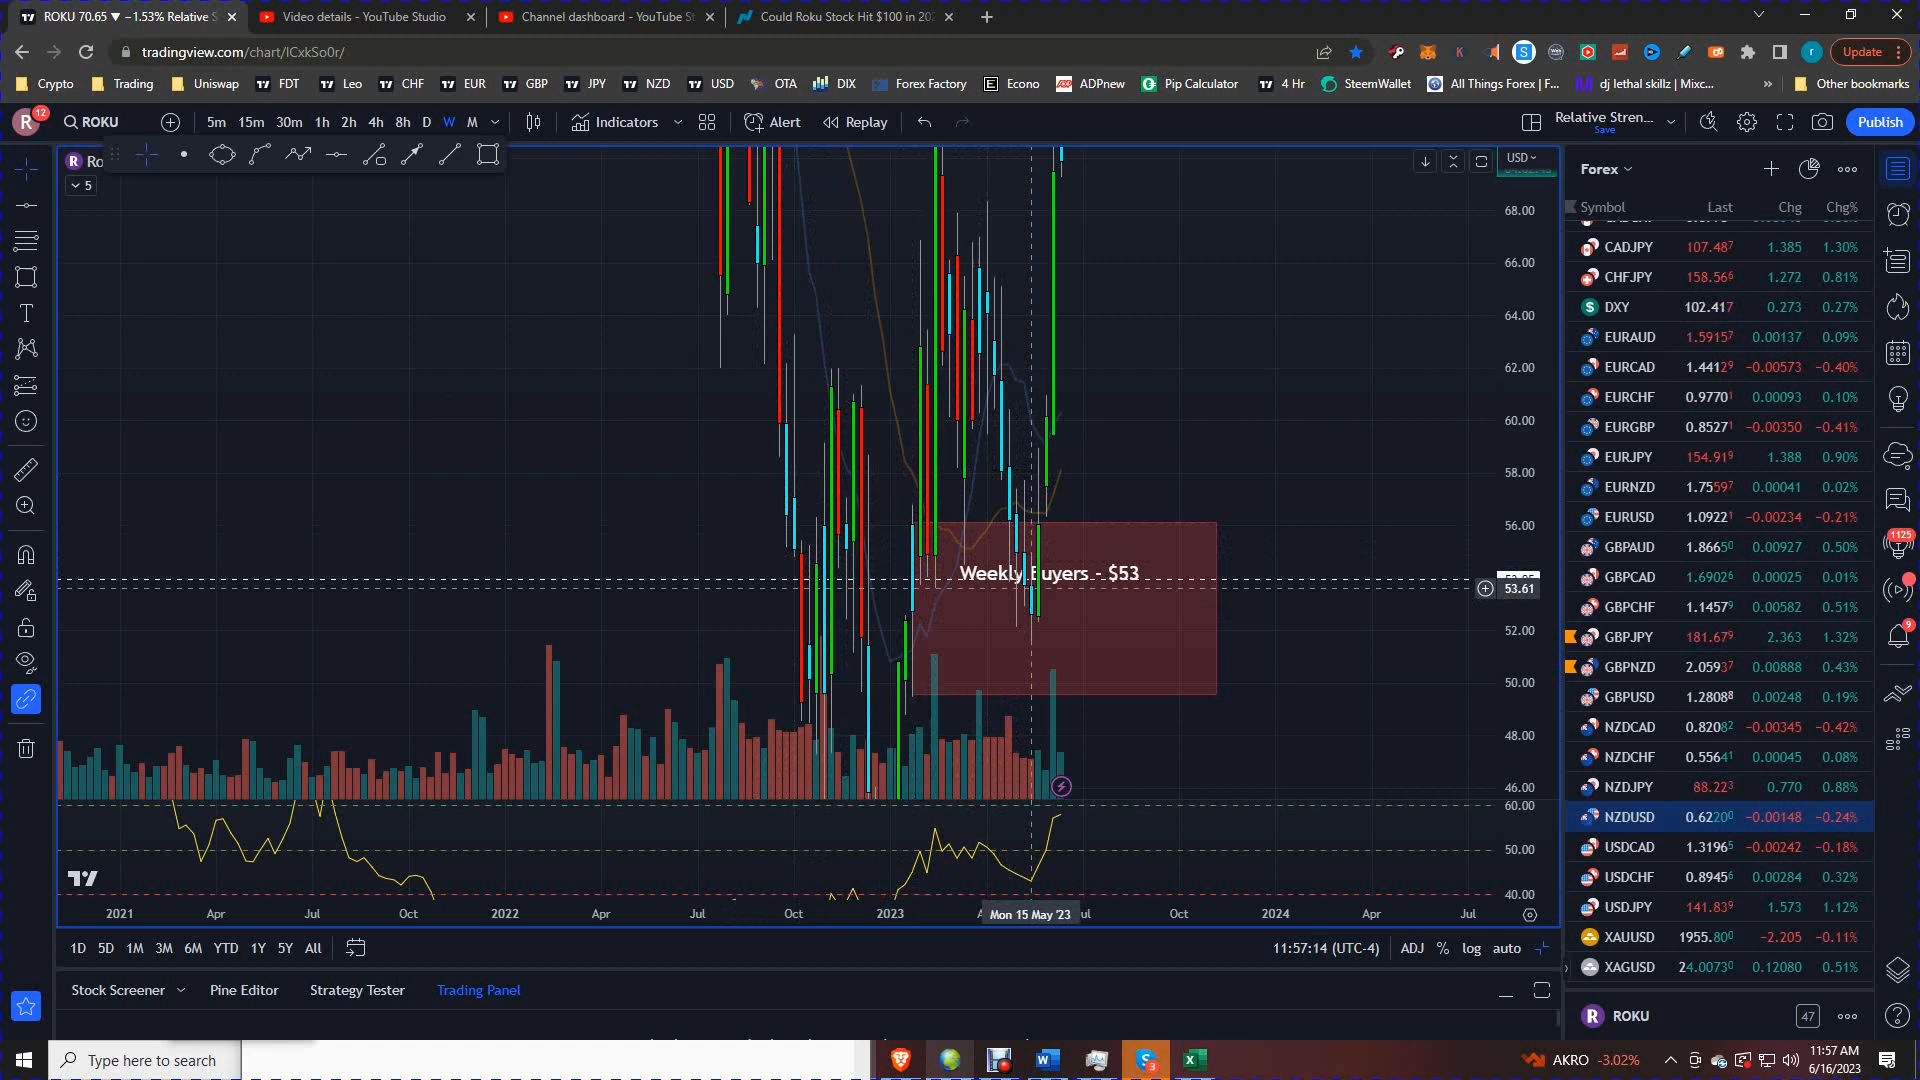 ROKU 70.65 ▼ −1.53% Relative S
Video details - YouTube Studio
Channel dashboard - YouTube St
Could Roku Stock Hit $100 in 202
tradingview.com/chart/lCxkSo0r/
Update
Crypto Trading Uniswap FDT Leo CHF EUR GBP JPY NZD USD OTA DIX Forex Factory Econo ADPnew Pip Calculator 4 Hr SteemWallet All Things Forex | F... dj lethal skillz | Mixc... » Other bookmarks
R 12 ROKU 5m 15m 30m 1h 2h 4h 8h D W M Indicators Alert Replay Relative Stren... Save Publish
Ro
5
USD
68.00
66.00
64.00
62.00
60.00
58.00
56.00
Weekly Buyers - $53
53.61
52.00
50.00
48.00
46.00
60.00
50.00
40.00
2021 Apr Jul Oct 2022 Apr Jul Oct 2023 Mon 15 May '23 ul Oct 2024 Apr Jul
1D 5D 1M 3M 6M YTD 1Y 5Y All 11:57:14 (UTC-4) ADJ % log auto
Stock Screener Pine Editor Strategy Tester Trading Panel
Forex
Symbol Last Chg Chg%
CADJPY 107.487 1.385 1.30%
CHFJPY 158.566 1.272 0.81%
DXY 102.417 0.273 0.27%
EURAUD 1.59157 0.00137 0.09%
EURCAD 1.44129 −0.00573 −0.40%
EURCHF 0.97701 0.00093 0.10%
EURGBP 0.85271 −0.00350 −0.41%
EURJPY 154.919 1.388 0.90%
EURNZD 1.75597 0.00041 0.02%
EURUSD 1.09221 −0.00234 −0.21%
GBPAUD 1.86650 0.00927 0.50%
GBPCAD 1.69026 0.00025 0.01%
GBPCHF 1.14579 0.00582 0.51%
GBPJPY 181.679 2.363 1.32%
GBPNZD 2.05937 0.00888 0.43%
GBPUSD 1.28088 0.00248 0.19%
NZDCAD 0.82082 −0.00345 −0.42%
NZDCHF 0.55641 0.00045 0.08%
NZDJPY 88.223 0.770 0.88%
NZDUSD 0.62200 −0.00148 −0.24%
USDCAD 1.31965 −0.00242 −0.18%
USDCHF 0.89456 0.00284 0.32%
USDJPY 141.839 1.573 1.12%
XAUUSD 1955.800 −2.205 −0.11%
XAGUSD 24.00730 0.12080 0.51%
R ROKU 47
1125
9
Type here to search
3
AKRO -3.02%
11:57 AM
6/16/2023